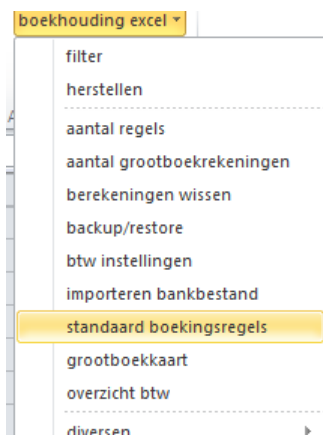 boekhouding excel
filter
herstellen
aantal regels
aantal grootboekrekeningen
berekeningen wissen
backup/restore
btw instellingen
importeren bankbestand
standaard boekingsregels
grootboekkaart
overzicht btw
diversen